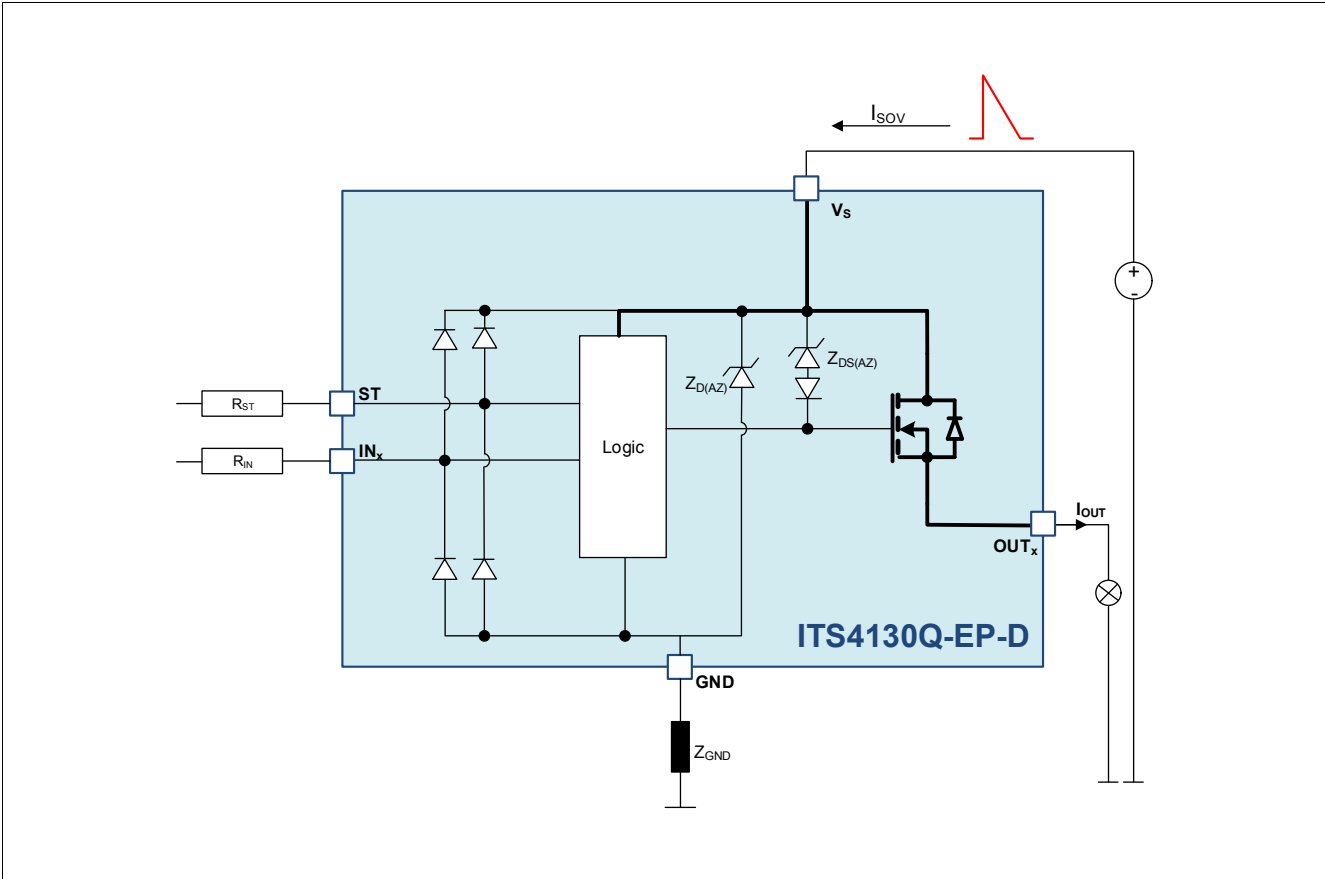 ISOV
VS
+
-
ZD(AZ)
ZDS(AZ)
RST
ST
Logic
RIN
INx
IOUT
OUTx
ITS4130Q-EP-D
GND
ZGND